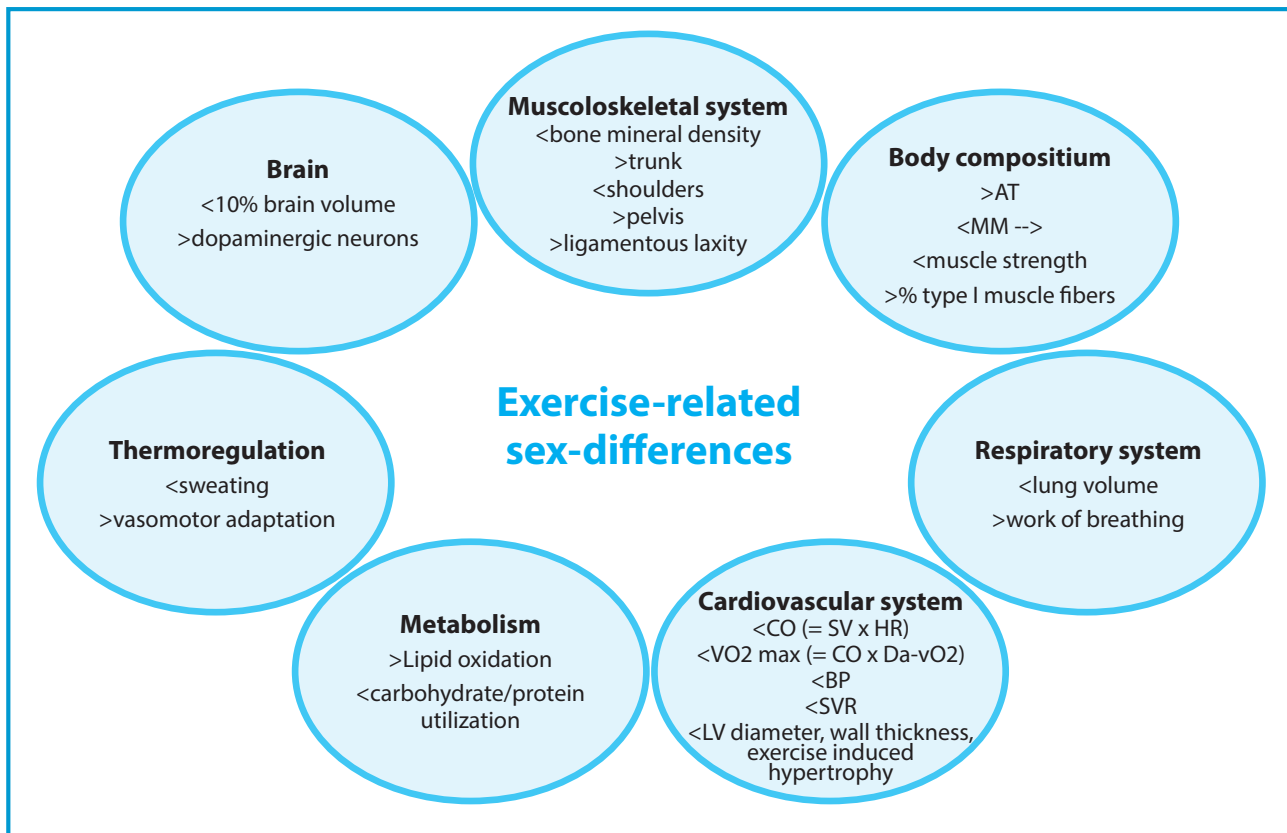 Muscoloskeletal system
<bone mineral density
>trunk
<shoulders
>pelvis
>ligamentous laxity
Brain
<10% brain volume
>dopaminergic neurons
Body compositium
>AT
<MM -->
<muscle strength
>% type I muscle fibers
Exercise-related
sex-differences
Thermoregulation
<sweating
>vasomotor adaptation
Respiratory system
<lung volume
>work of breathing
Metabolism
>Lipid oxidation
<carbohydrate/protein
utilization
Cardiovascular system
<CO (= SV x HR)
<VO2 max (= CO x Da-vO2)
<BP
<SVR
<LV diameter, wall thickness,
exercise induced
hypertrophy